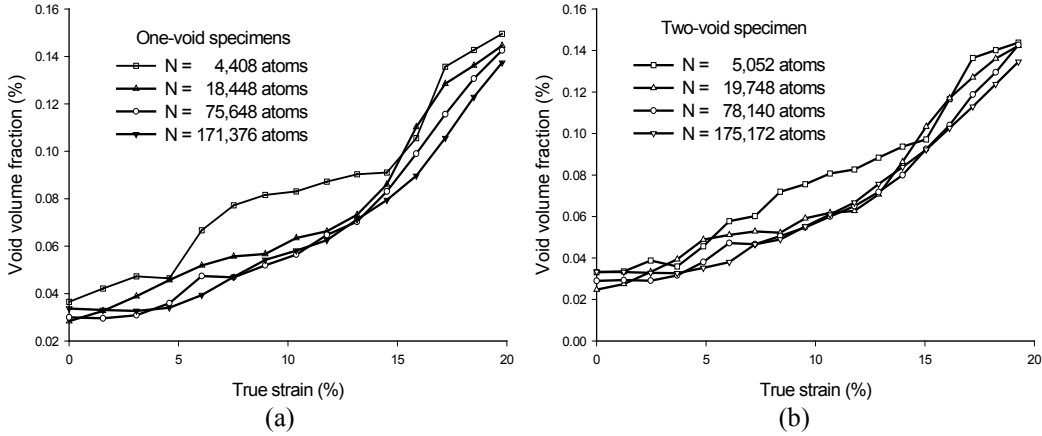 0.16
0.14
0.12
0.10
0.08
0.06
0.04
0.02
Void volume fraction (%)
One-void specimens
N = 4,408 atoms
N = 18,448 atoms
N = 75,648 atoms
N = 171,376 atoms
0 5 10 15 20
True strain (%)
(a)
0.16
0.14
0.12
0.10
0.08
0.06
0.04
0.02
0.00
Void volume fraction (%)
Two-void specimen
N = 5,052 atoms
N = 19,748 atoms
N = 78,140 atoms
N = 175,172 atoms
0 5 10 15 20
True strain (%)
(b)